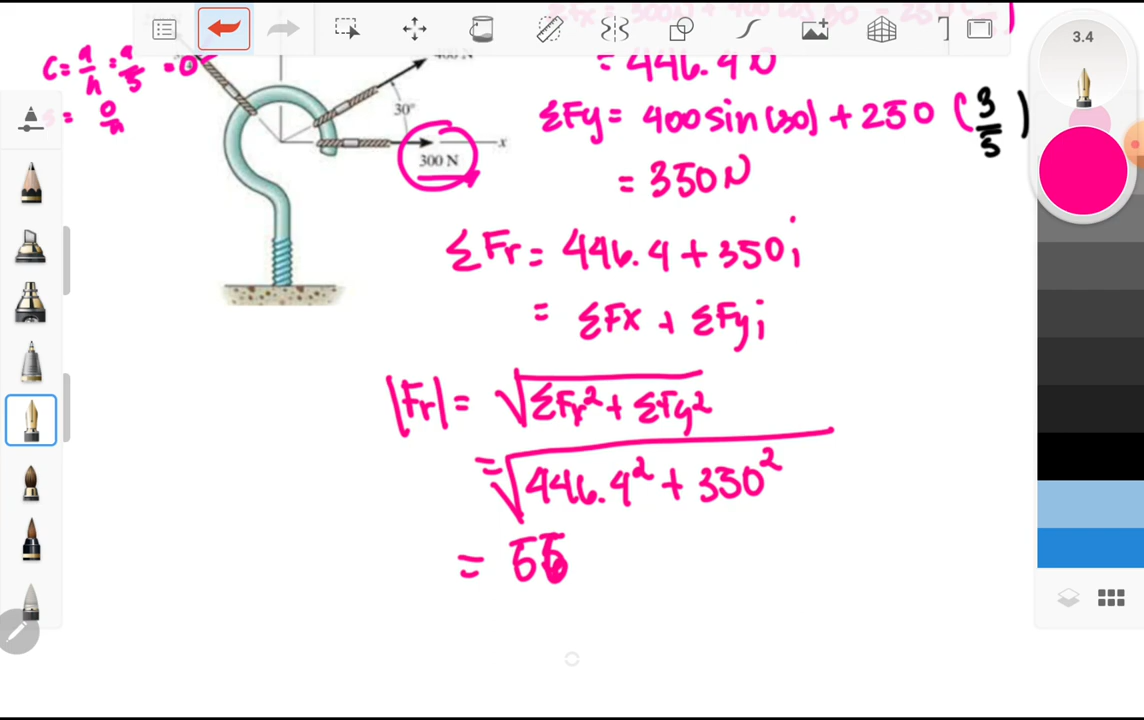 3.4
= 446.4 N
C = a/h = a/5 = 0
= o/h
30°
x
300 N
ΣFy = 400 sin (30) + 250 (3/5)
= 350 N
ΣFr = 446.4 + 350i
= ΣFx + ΣFyi
|Fr| = √ΣFx² + ΣFy²
= √446.4² + 350²
= 56